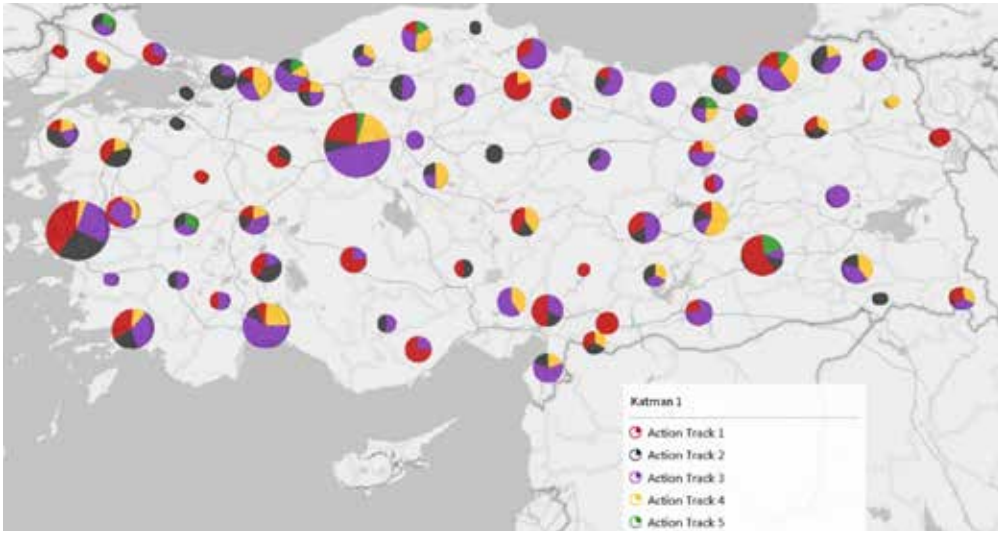 Katman 1
Action Track 1
Action Track 2
Action Track 3
Action Track 4
Action Track 5